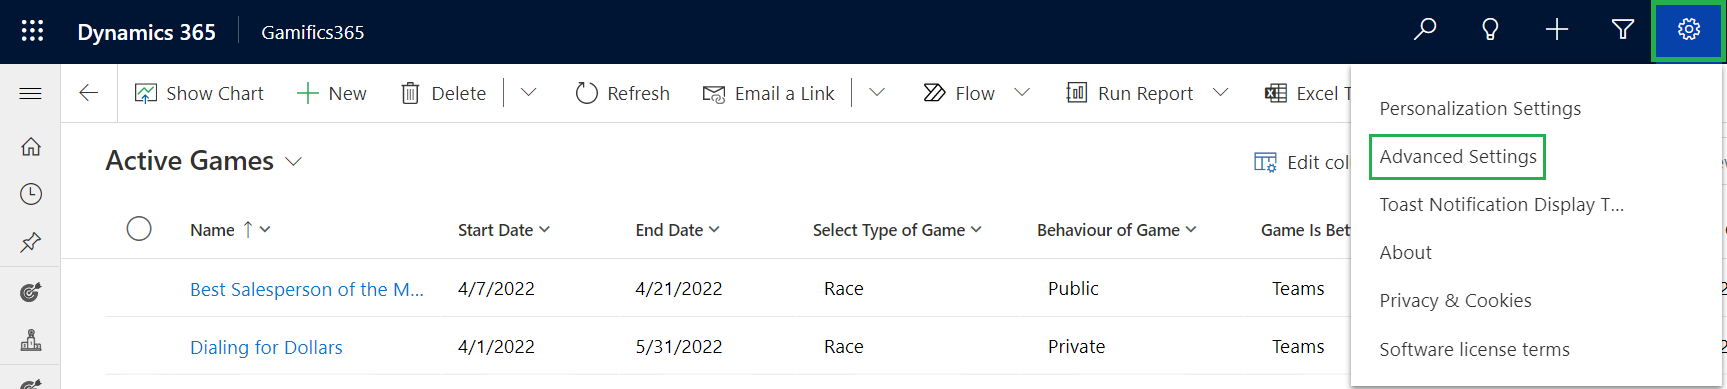 Dynamics 365 Gamifics365
Show Chart New Delete Refresh Email a Link Flow Run Report Excel T
Personalization Settings
Advanced Settings
Toast Notification Display T...
About
Privacy & Cookies
Software license terms
Active Games Edit col
Name Start Date End Date Select Type of Game Behaviour of Game Game Is Bet
Best Salesperson of the M... 4/7/2022 4/21/2022 Race Public Teams
Dialing for Dollars 4/1/2022 5/31/2022 Race Private Teams